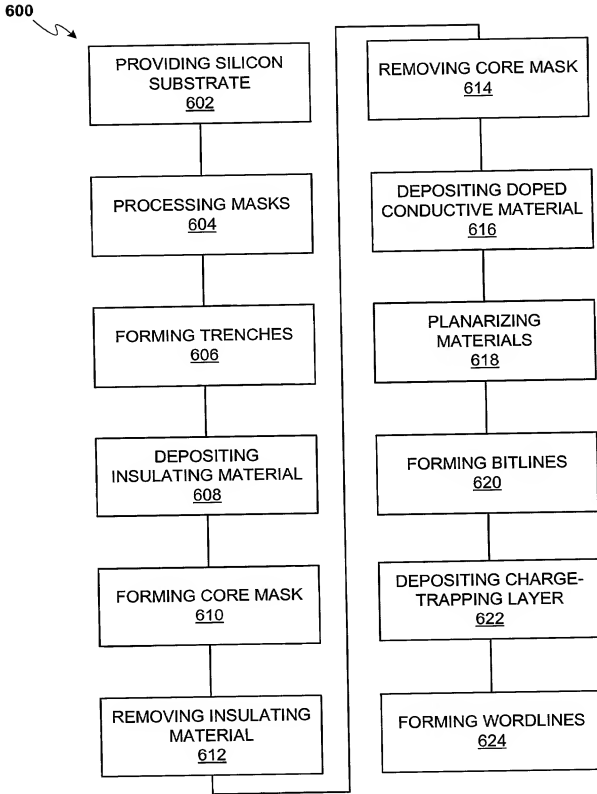 600
PROVIDING SILICON
SUBSTRATE
602
PROCESSING MASKS
604
FORMING TRENCHES
606
DEPOSITING
INSULATING MATERIAL
608
FORMING CORE MASK
610
REMOVING INSULATING
MATERIAL
612
REMOVING CORE MASK
614
DEPOSITING DOPED
CONDUCTIVE MATERIAL
616
PLANARIZING
MATERIALS
618
FORMING BITLINES
620
DEPOSITING CHARGE-
TRAPPING LAYER
622
FORMING WORDLINES
624